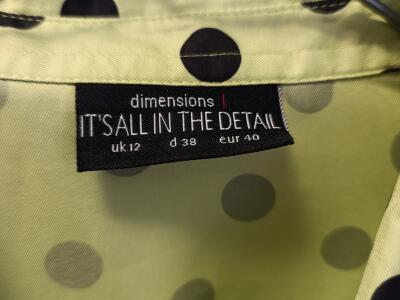 dimensions
IT'S ALL IN THE DETAIL
uk 12 d 38 eur 40